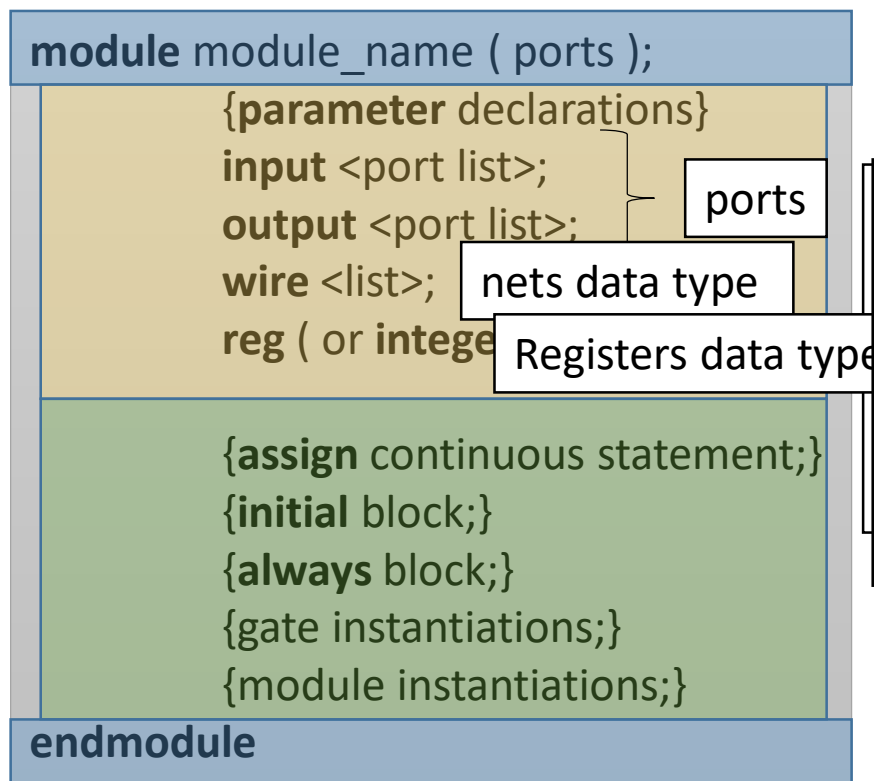 module module_name ( ports );
{parameter declarations}
input <port list>;
ports
output <port list>;
wire <list>;
nets data type
reg ( or intege
Registers data type
{assign continuous statement;}
{initial block;}
{always block;}
{gate instantiations;}
{module instantiations;}
endmodule